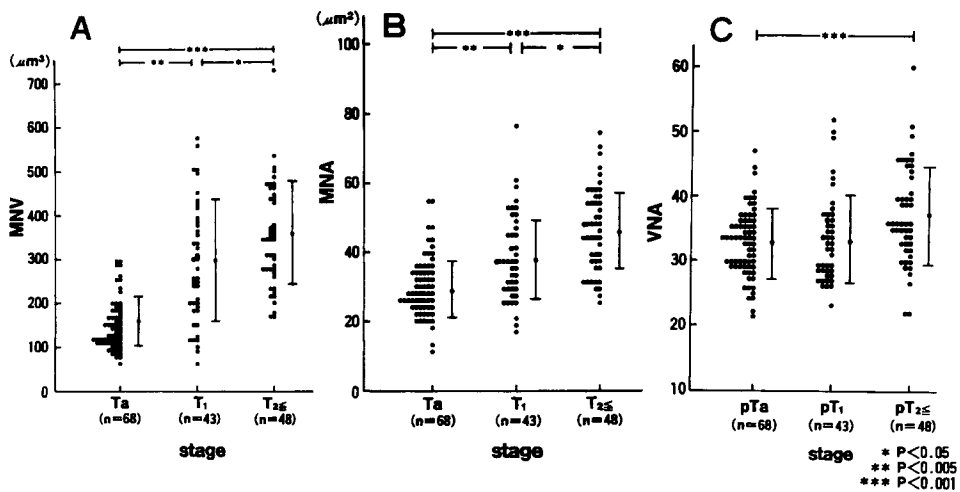 A
(μm³)
MNV
700
600
500
400
300
200
100
0
***
**
*
Ta
T₁
T₂≦
(n=68)
(n=43)
(n=48)
stage
B
(μm²)
MNA
100
80
60
40
20
0
***
**
*
Ta
T₁
T₂≦
(n=68)
(n=43)
(n=48)
stage
C
VNA
60
50
40
30
20
10
***
pTa
pT₁
pT₂≦
(n=68)
(n=43)
(n=48)
stage
* P<0.05
** P<0.005
*** P<0.001